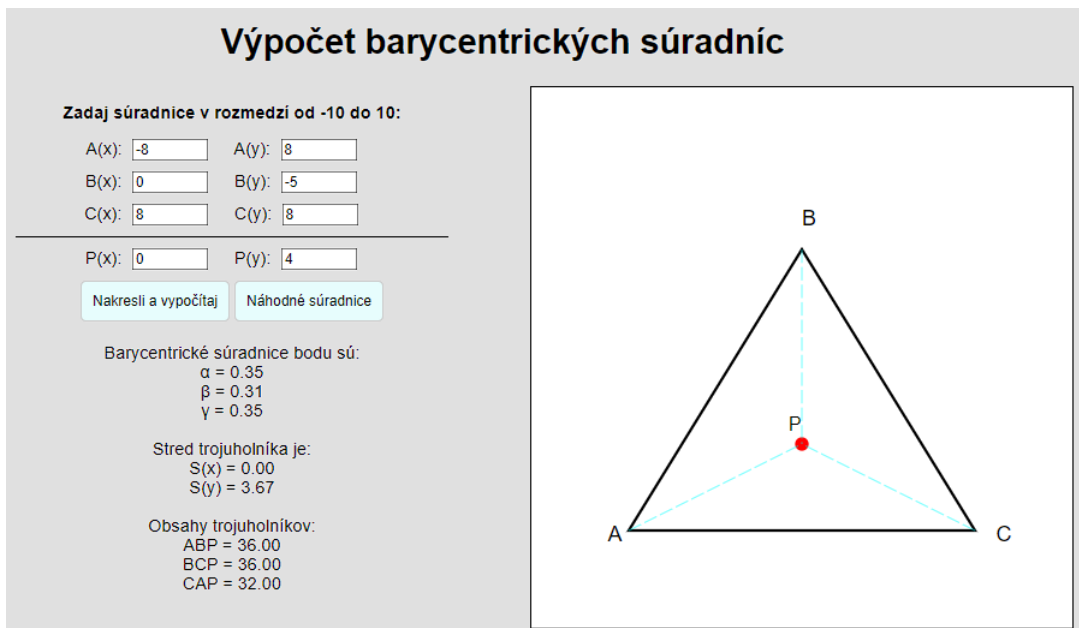 Výpočet barycentrických súradníc
Zadaj súradnice v rozmedzí od -10 do 10:
A(x): -8 A(y): 8
B(x): 0 B(y): -5
C(x): 8 C(y): 8
P(x): 0 P(y): 4
Nakresli a vypočítaj Náhodné súradnice
Barycentrické súradnice bodu sú:
α = 0.35
β = 0.31
γ = 0.35
Stred trojuholníka je:
S(x) = 0.00
S(y) = 3.67
Obsahy trojuholníkov:
ABP = 36.00
BCP = 36.00
CAP = 32.00
B
P
A C